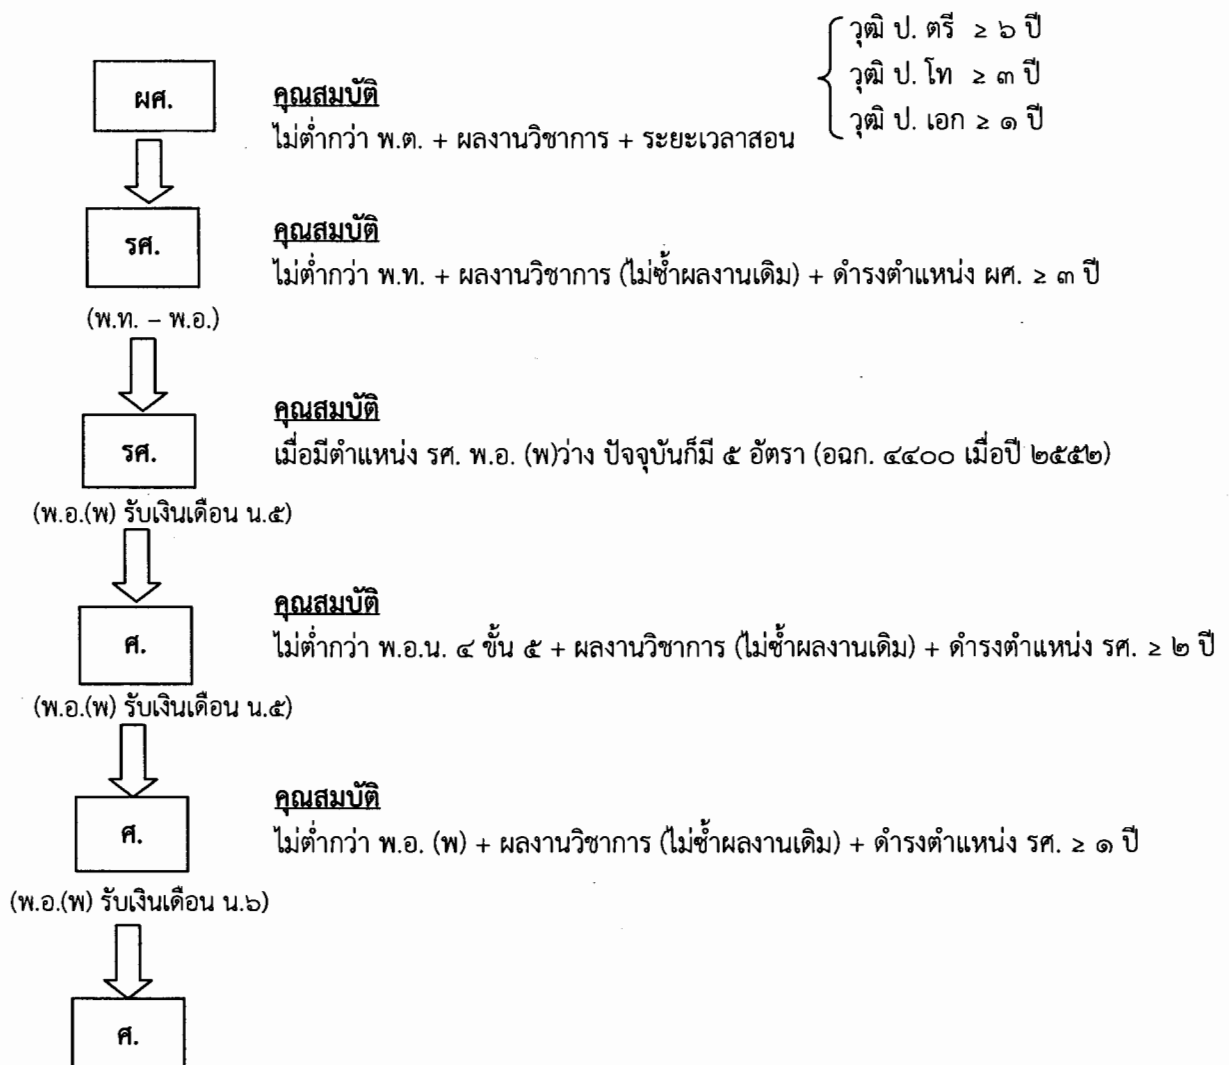 วุฒิ ป. ตรี ≥ ๖ ปี
วุฒิ ป. โท ≥ ๓ ปี
วุฒิ ป. เอก ≥ ๑ ปี
ผศ.
คุณสมบัติ
ไม่ต่ำกว่า พ.ต. + ผลงานวิชาการ + ระยะเวลาสอน
รศ.
คุณสมบัติ
ไม่ต่ำกว่า พ.ท. + ผลงานวิชาการ (ไม่ซ้ำผลงานเดิม) + ดำรงตำแหน่ง ผศ. ≥ ๓ ปี
(พ.ท. – พ.อ.)
คุณสมบัติ
รศ.
เมื่อมีตำแหน่ง รศ. พ.อ. (พ)ว่าง ปัจจุบันก็มี ๕ อัตรา (อฉก. ๔๔๐๐ เมื่อปี ๒๕๕๒)
(พ.อ.(พ) รับเงินเดือน น.๕)
คุณสมบัติ
ศ.
ไม่ต่ำกว่า พ.อ.น. ๔ ขั้น ๕ + ผลงานวิชาการ (ไม่ซ้ำผลงานเดิม) + ดำรงตำแหน่ง รศ. ≥ ๒ ปี
(พ.อ.(พ) รับเงินเดือน น.๕)
คุณสมบัติ
ศ.
ไม่ต่ำกว่า พ.อ. (พ) + ผลงานวิชาการ (ไม่ซ้ำผลงานเดิม) + ดำรงตำแหน่ง รศ. ≥ ๑ ปี
(พ.อ.(พ) รับเงินเดือน น.๖)
ศ.